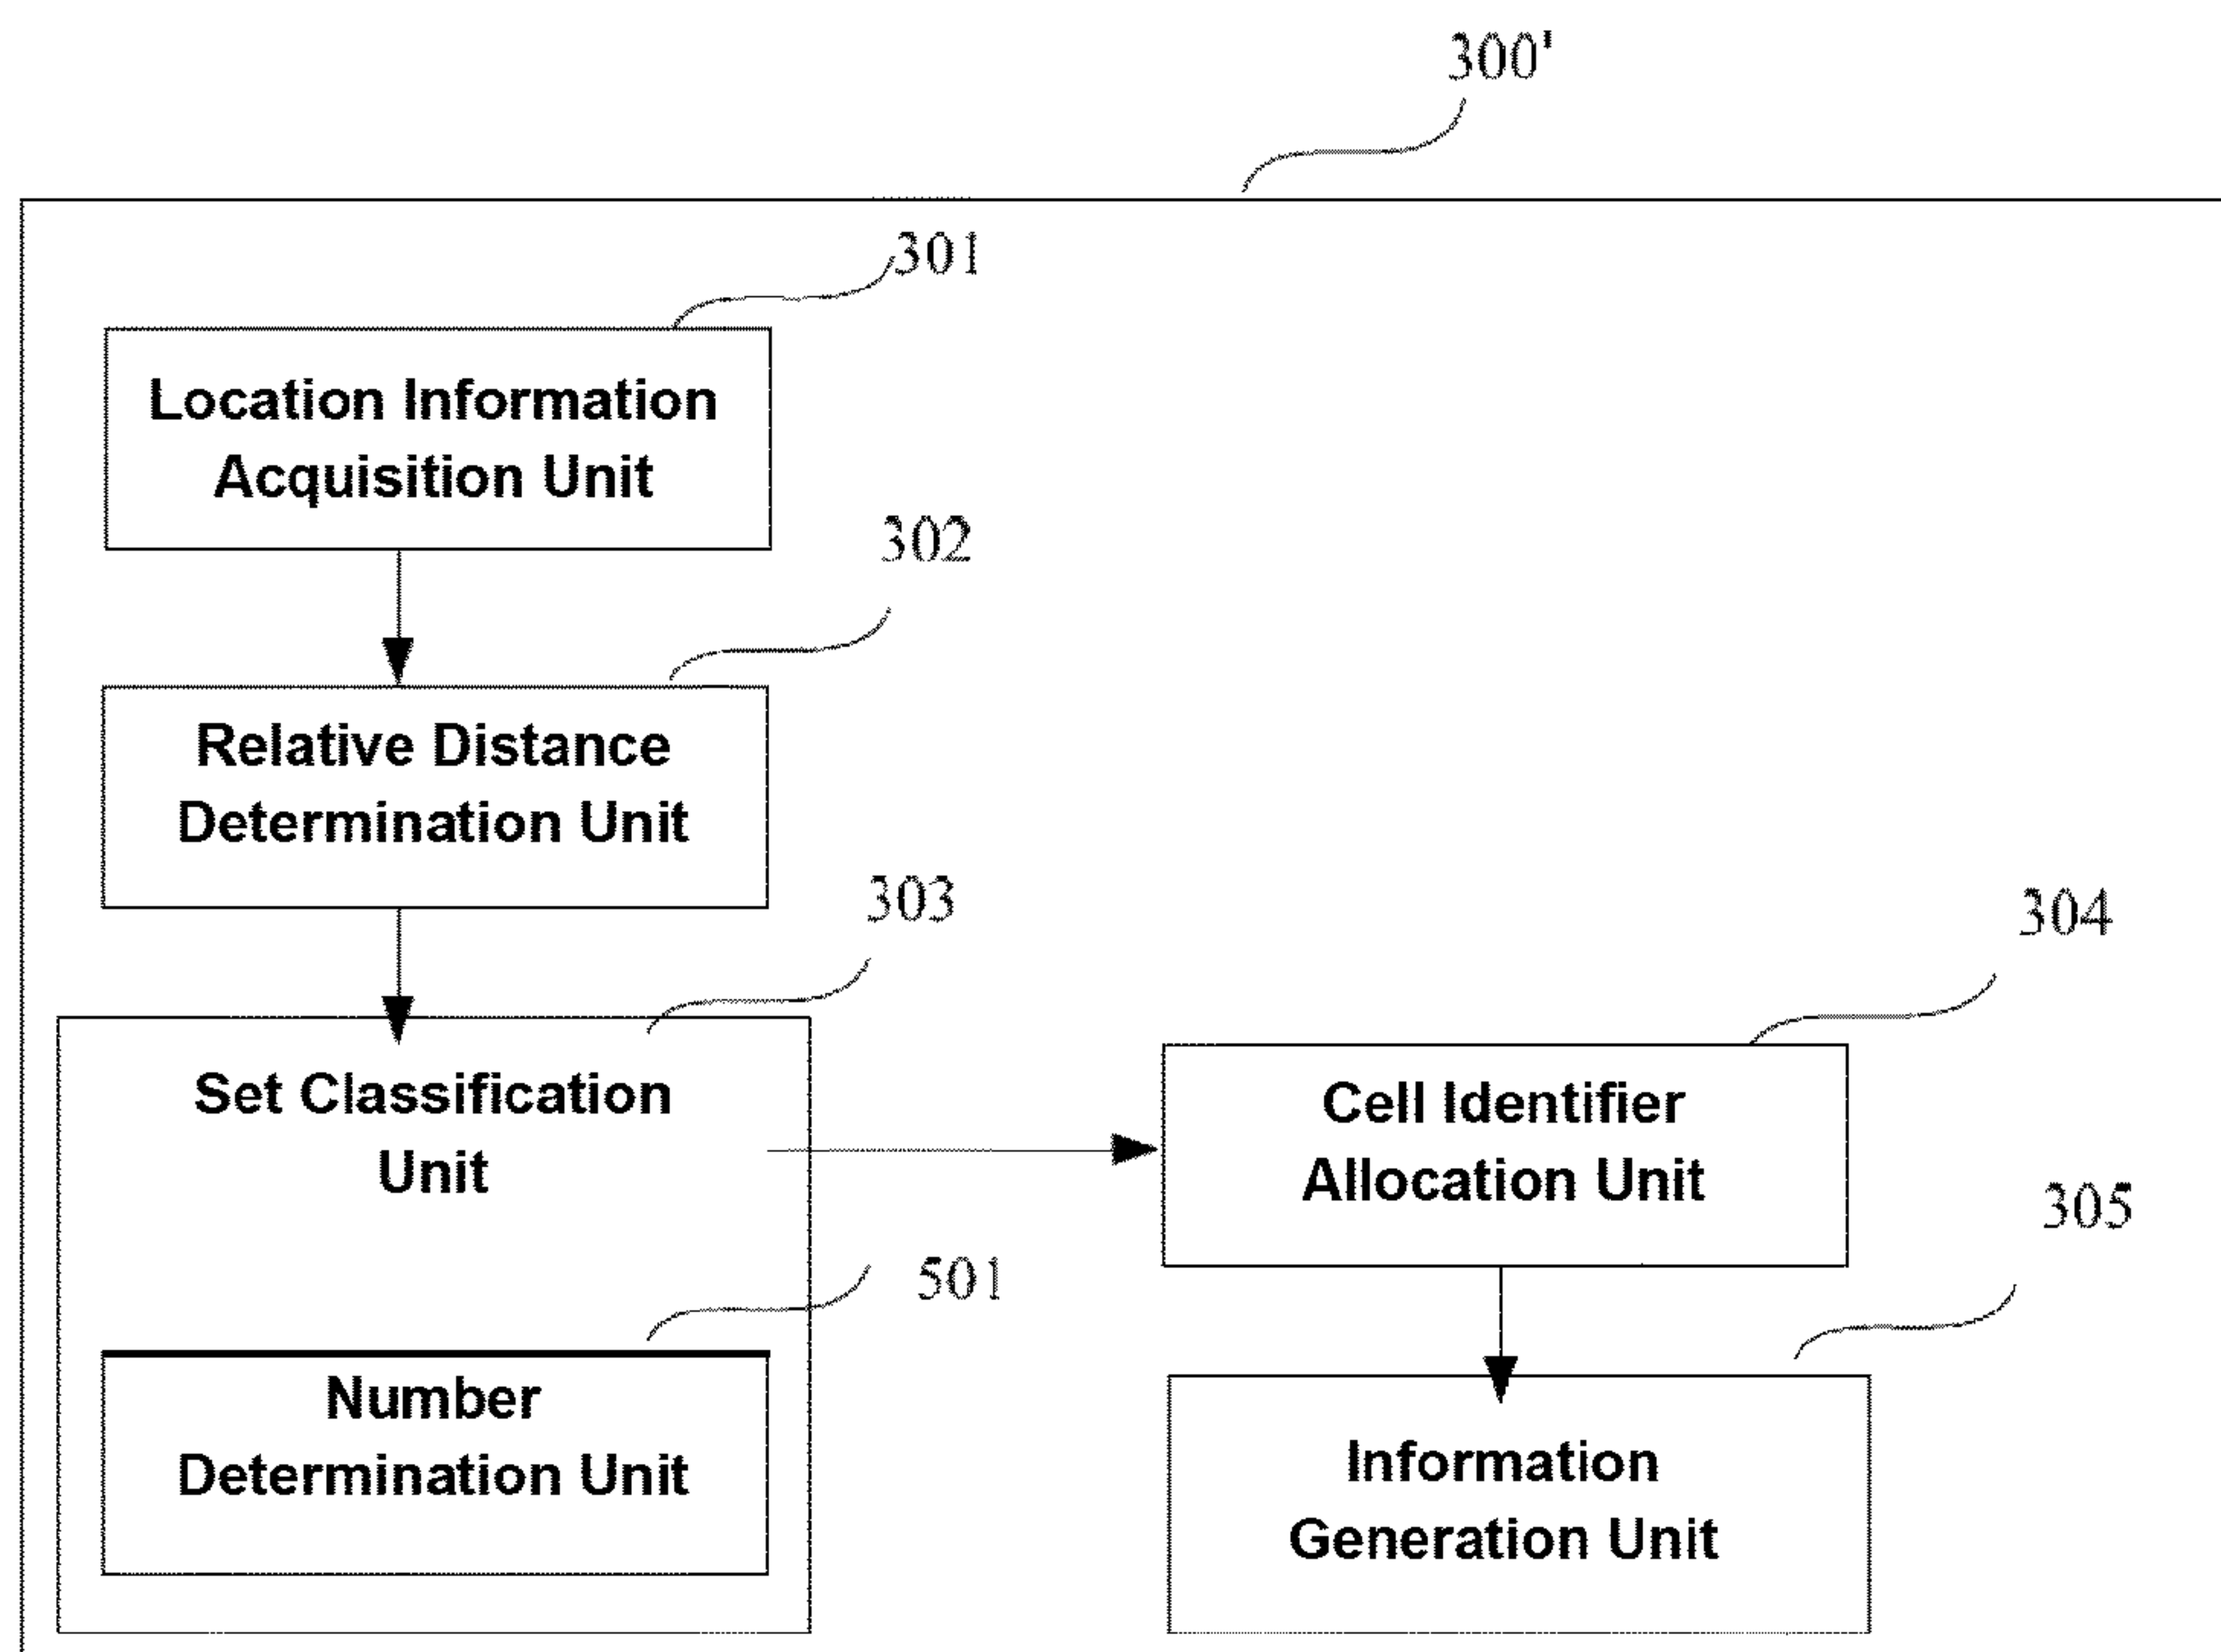 300'
301
Location Information
Acquisition Unit
302
Relative Distance
Determination Unit
303
Set Classification
Unit
304
Cell Identifier
Allocation Unit
305
501
Number
Determination Unit
Information
Generation Unit